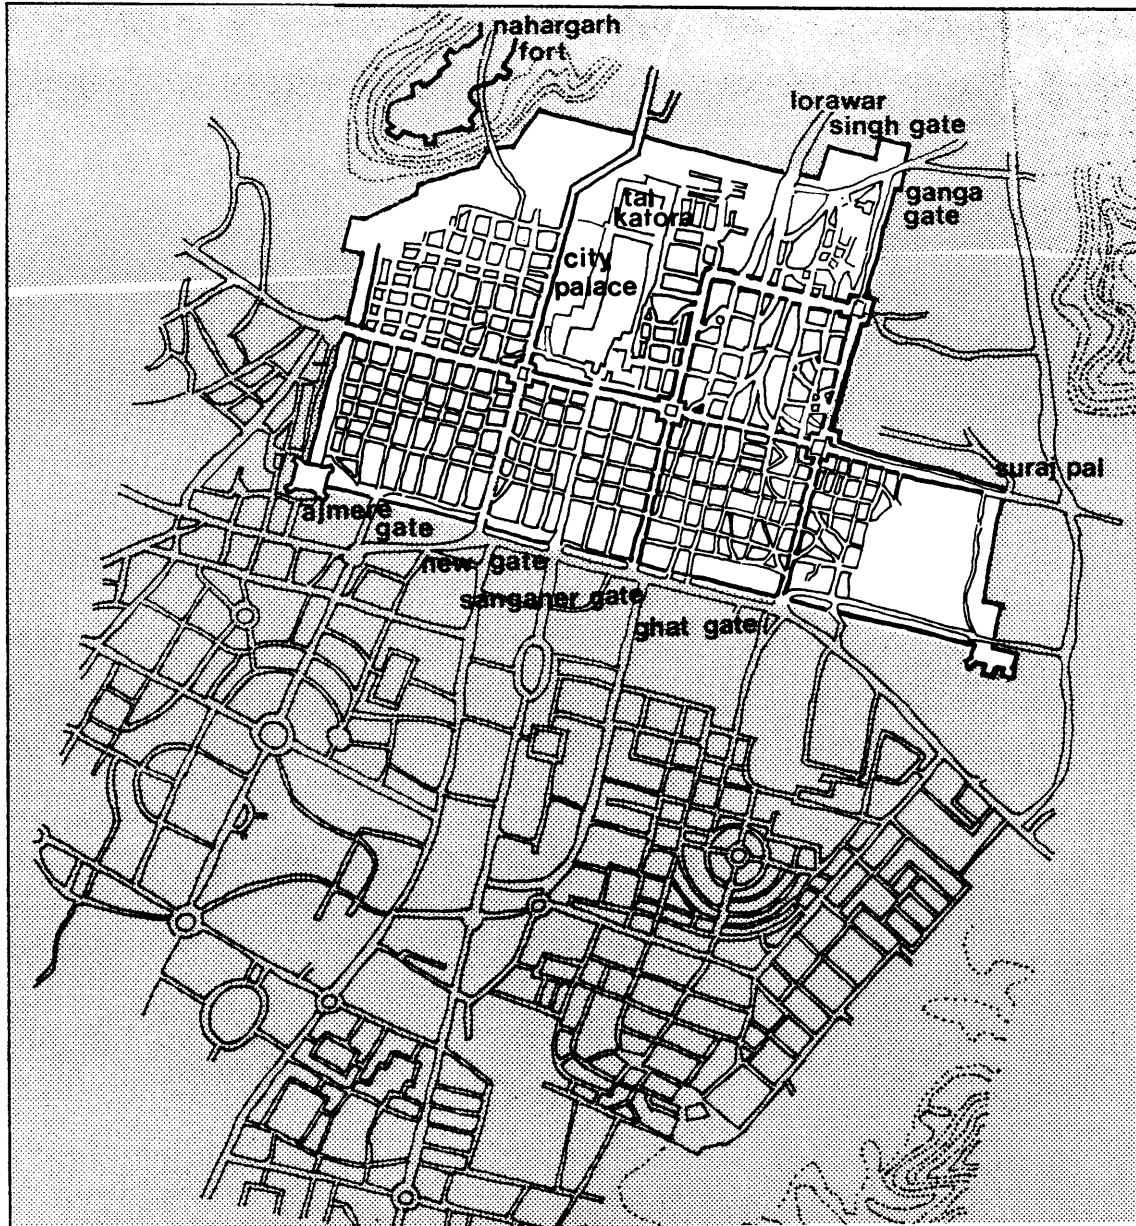 nahargarh
fort
lorawar
singh gate
ganga
gate
tal
katora
city
palace
suraj pal
ajmere
gate
new gate
sanganer gate
ghat gate